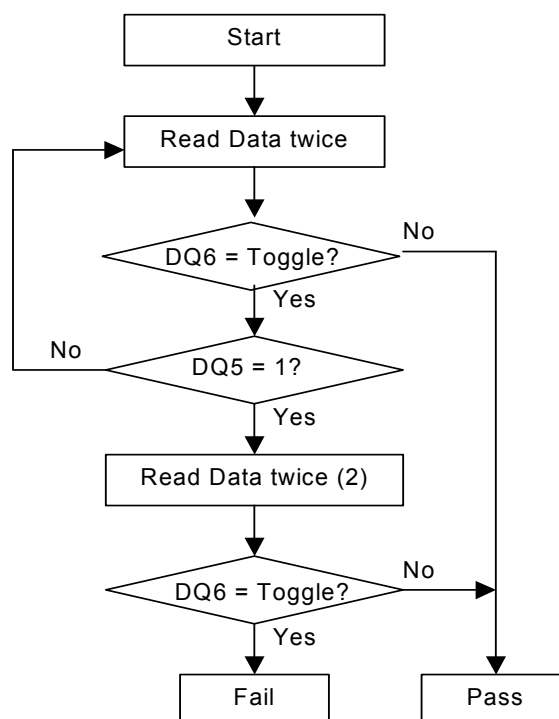 Start
Read Data twice
DQ6 = Toggle?
No
Yes
No
DQ5 = 1?
Yes
Read Data twice (2)
DQ6 = Toggle?
No
Yes
Fail
Pass